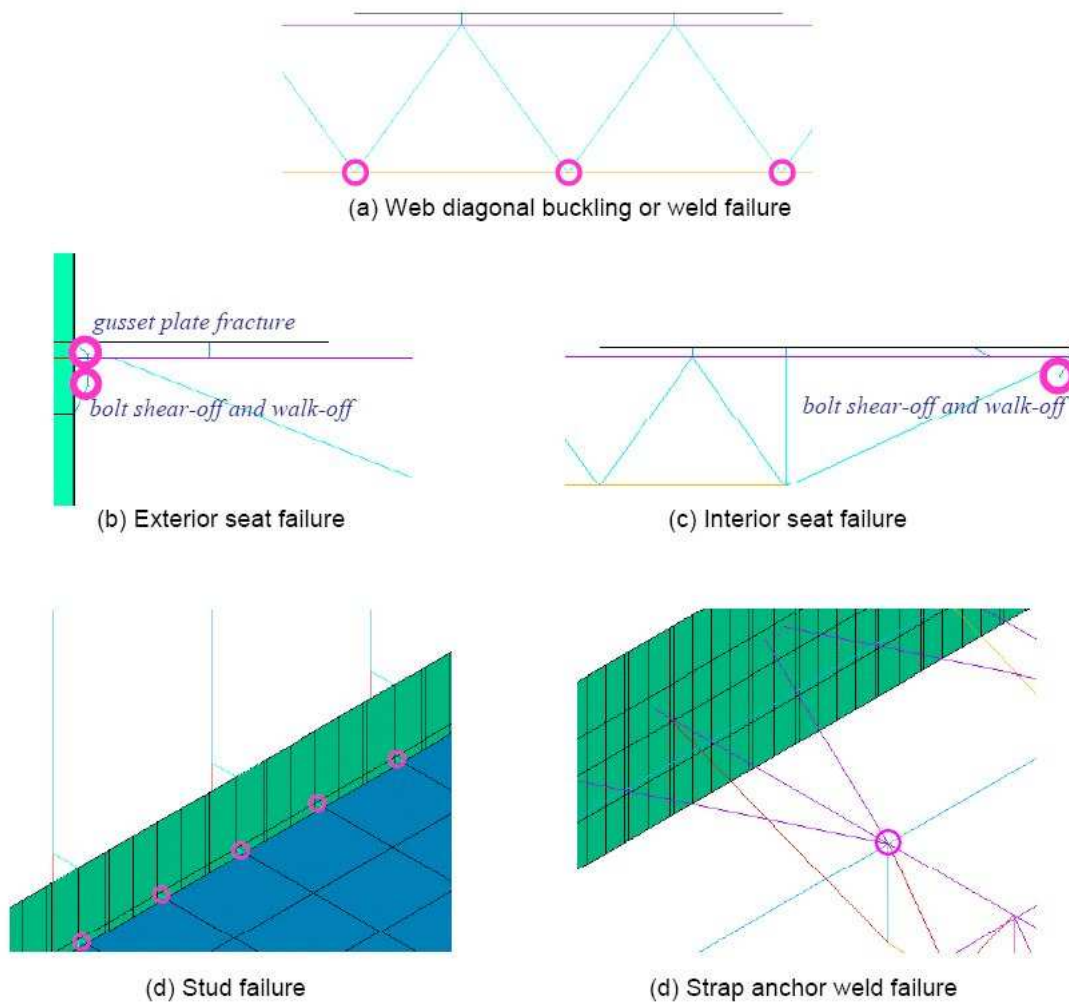 (a) Web diagonal buckling or weld failure
gusset plate fracture
bolt shear-off and walk-off
(b) Exterior seat failure
bolt shear-off and walk-off
(c) Interior seat failure
(d) Stud failure
(d) Strap anchor weld failure